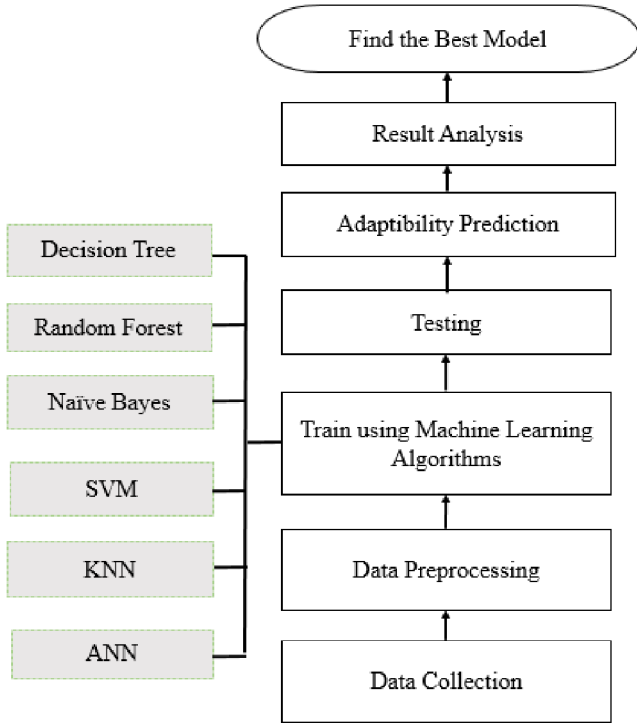 Find the Best Model
Result Analysis
Adaptibility Prediction
Testing
Train using Machine Learning
Algorithms
Data Preprocessing
Data Collection
Decision Tree
Random Forest
Naïve Bayes
SVM
KNN
ANN